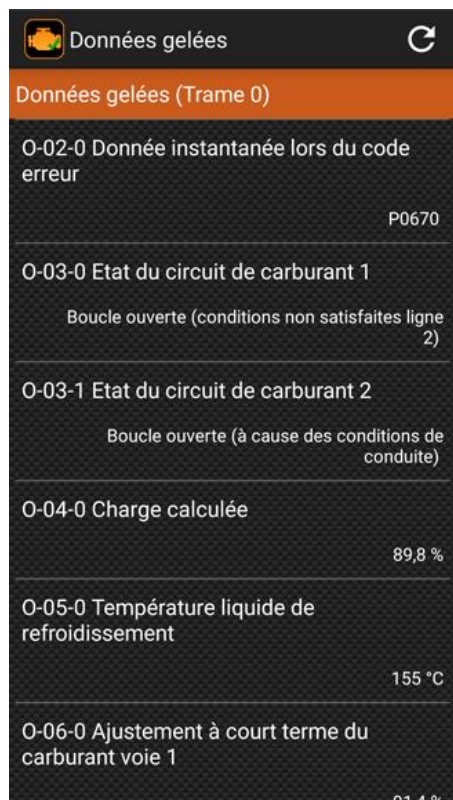 Données gelées
Données gelées (Trame 0)
O-02-0 Donnée instantanée lors du code
erreur
P0670
O-03-0 Etat du circuit de carburant 1
Boucle ouverte (conditions non satisfaites ligne
2)
O-03-1 Etat du circuit de carburant 2
Boucle ouverte (à cause des conditions de
conduite)
O-04-0 Charge calculée
89,8 %
O-05-0 Température liquide de
refroidissement
155 °C
O-06-0 Ajustement à court terme du
carburant voie 1